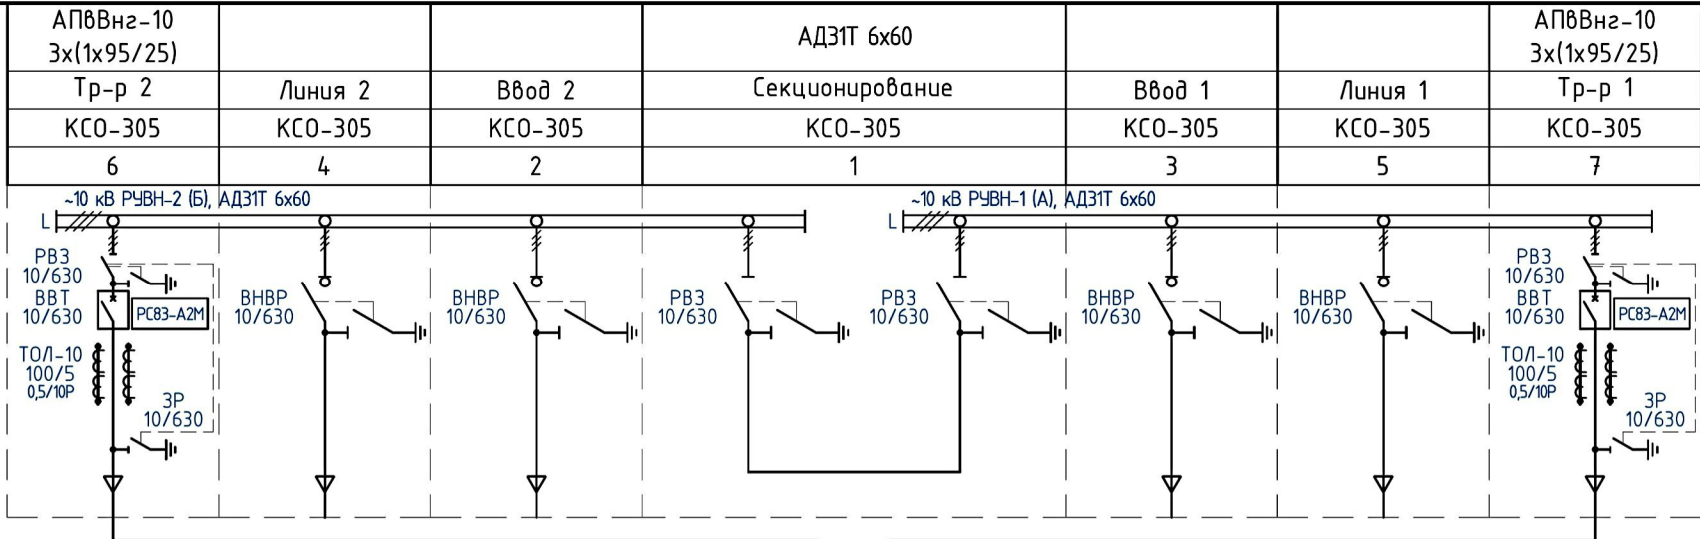 АПвВнг-10
3х(1х95/25)
АД31Т 6х60
АПвВнг-10
3х(1х95/25)
Тр-р 2
Линия 2
Ввод 2
Секционирование
Ввод 1
Линия 1
Тр-р 1
КСО-305
КСО-305
КСО-305
КСО-305
КСО-305
КСО-305
КСО-305
6
4
2
1
3
5
7
~10 кВ РУВН-2 (Б), АД31Т 6х60
~10 кВ РУВН-1 (А), АД31Т 6х60
L
L
РВЗ
10/630
ВВТ
10/630
РС83-А2М
ТОЛ-10
100/5
0,5/10Р
ЗР
10/630
ВНВР
10/630
ВНВР
10/630
РВЗ
10/630
РВЗ
10/630
ВНВР
10/630
ВНВР
10/630
РВЗ
10/630
ВВТ
10/630
РС83-А2М
ТОЛ-10
100/5
0,5/10Р
ЗР
10/630